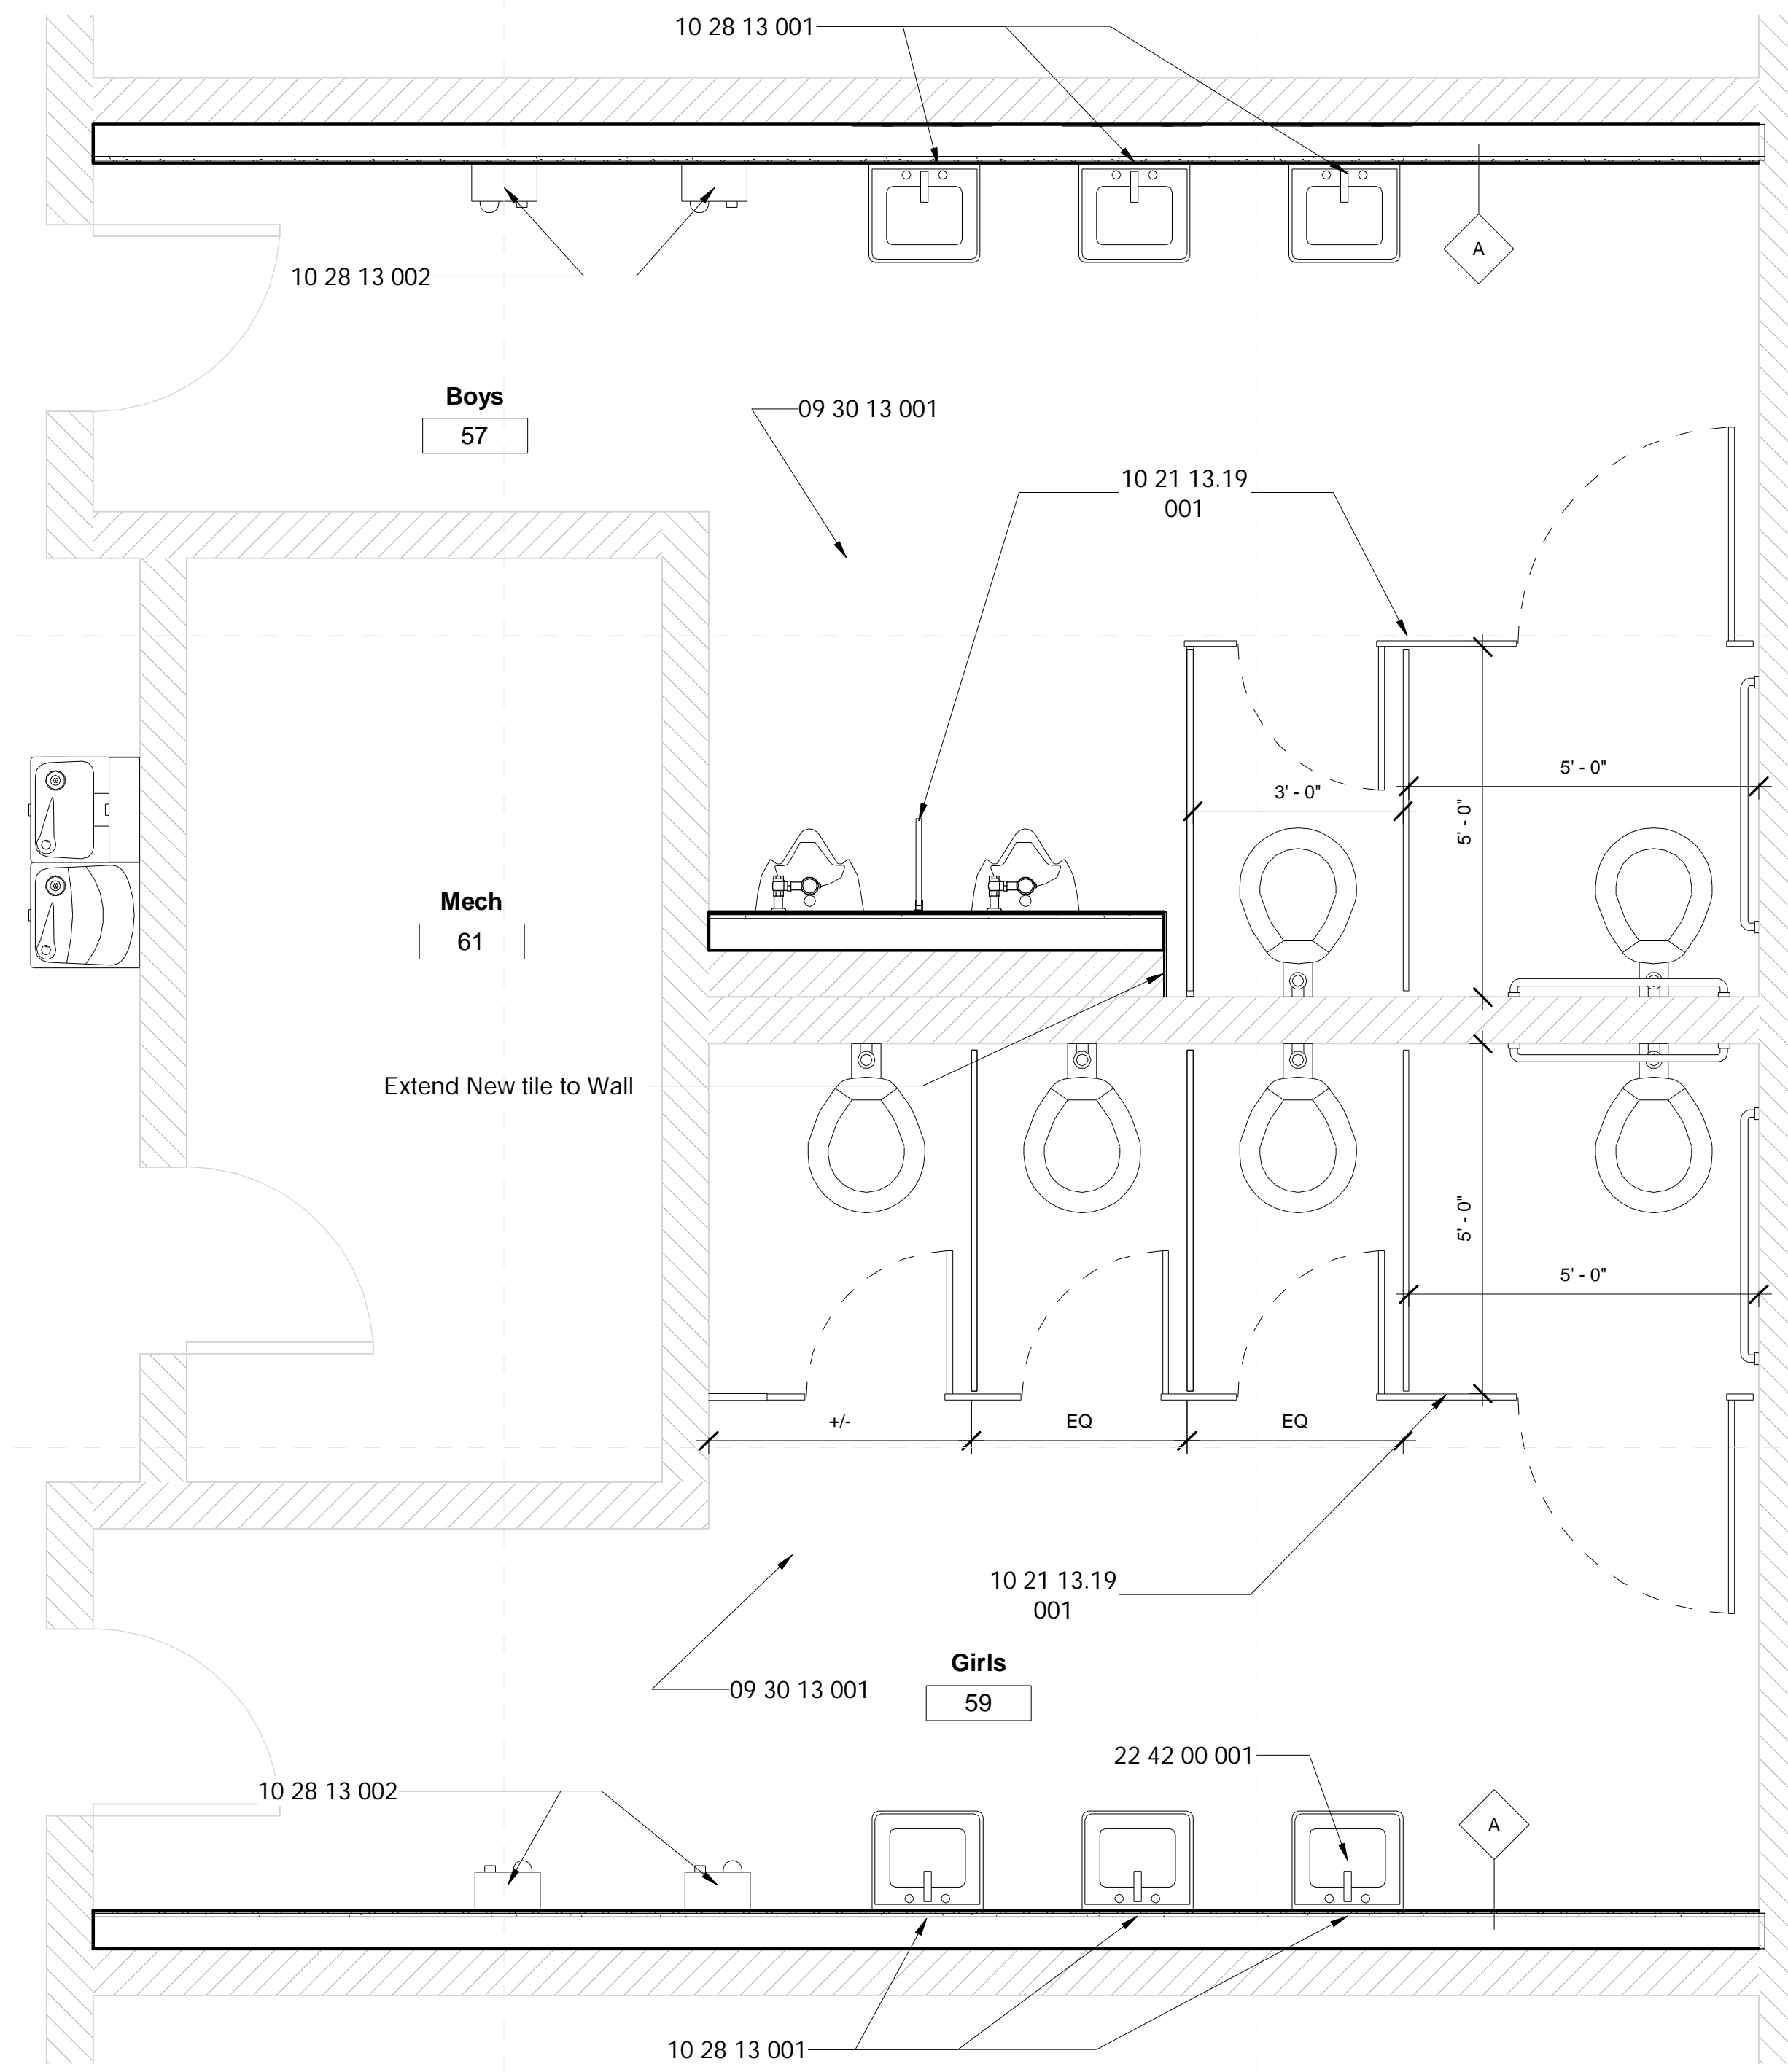 10 28 13 001
A
10 28 13 002
Boys
57
09 30 13 001
10 21 13.19
001
5' - 0"
3' - 0"
5' - 0"
Mech
61
Extend New tile to Wall
5' - 0"
5' - 0"
+/-
EQ
EQ
10 21 13.19
001
Girls
59
09 30 13 001
22 42 00 001
10 28 13 002
A
10 28 13 001